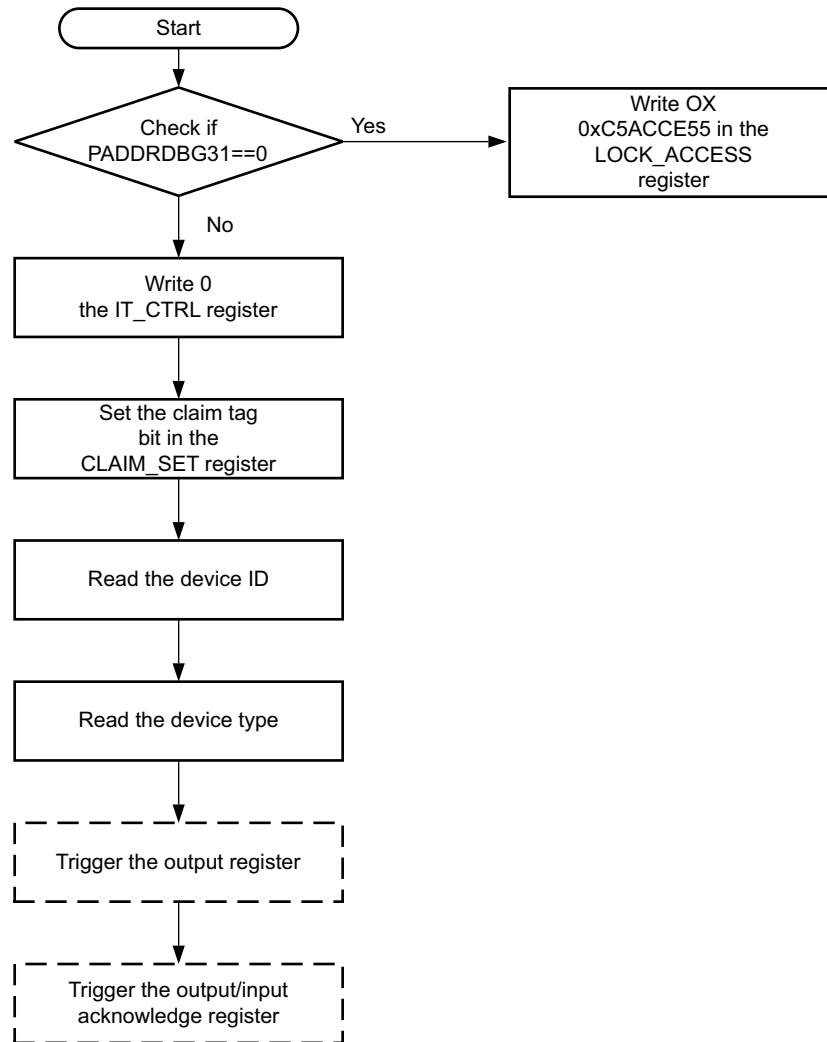 Start
Check if
PADDRDBG31==0
Yes
Write OX
0xC5ACCE55 in the
LOCK_ACCESS
register
No
Write 0
the IT_CTRL register
Set the claim tag
bit in the
CLAIM_SET register
Read the device ID
Read the device type
Trigger the output register
Trigger the output/input
acknowledge register